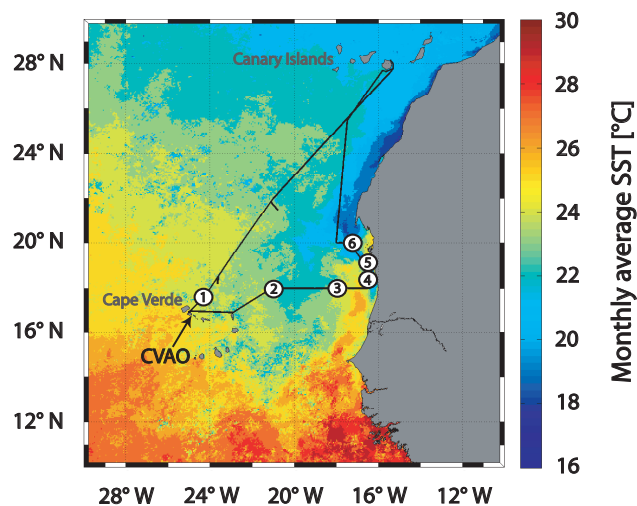 28° N
24° N
20° N
16° N
12° N
Canary Islands
Cape Verde
CVAO
1
2
3
4
5
6
28° W
24° W
20° W
16° W
12° W
30
28
26
24
22
20
18
16
Monthly average SST [°C]